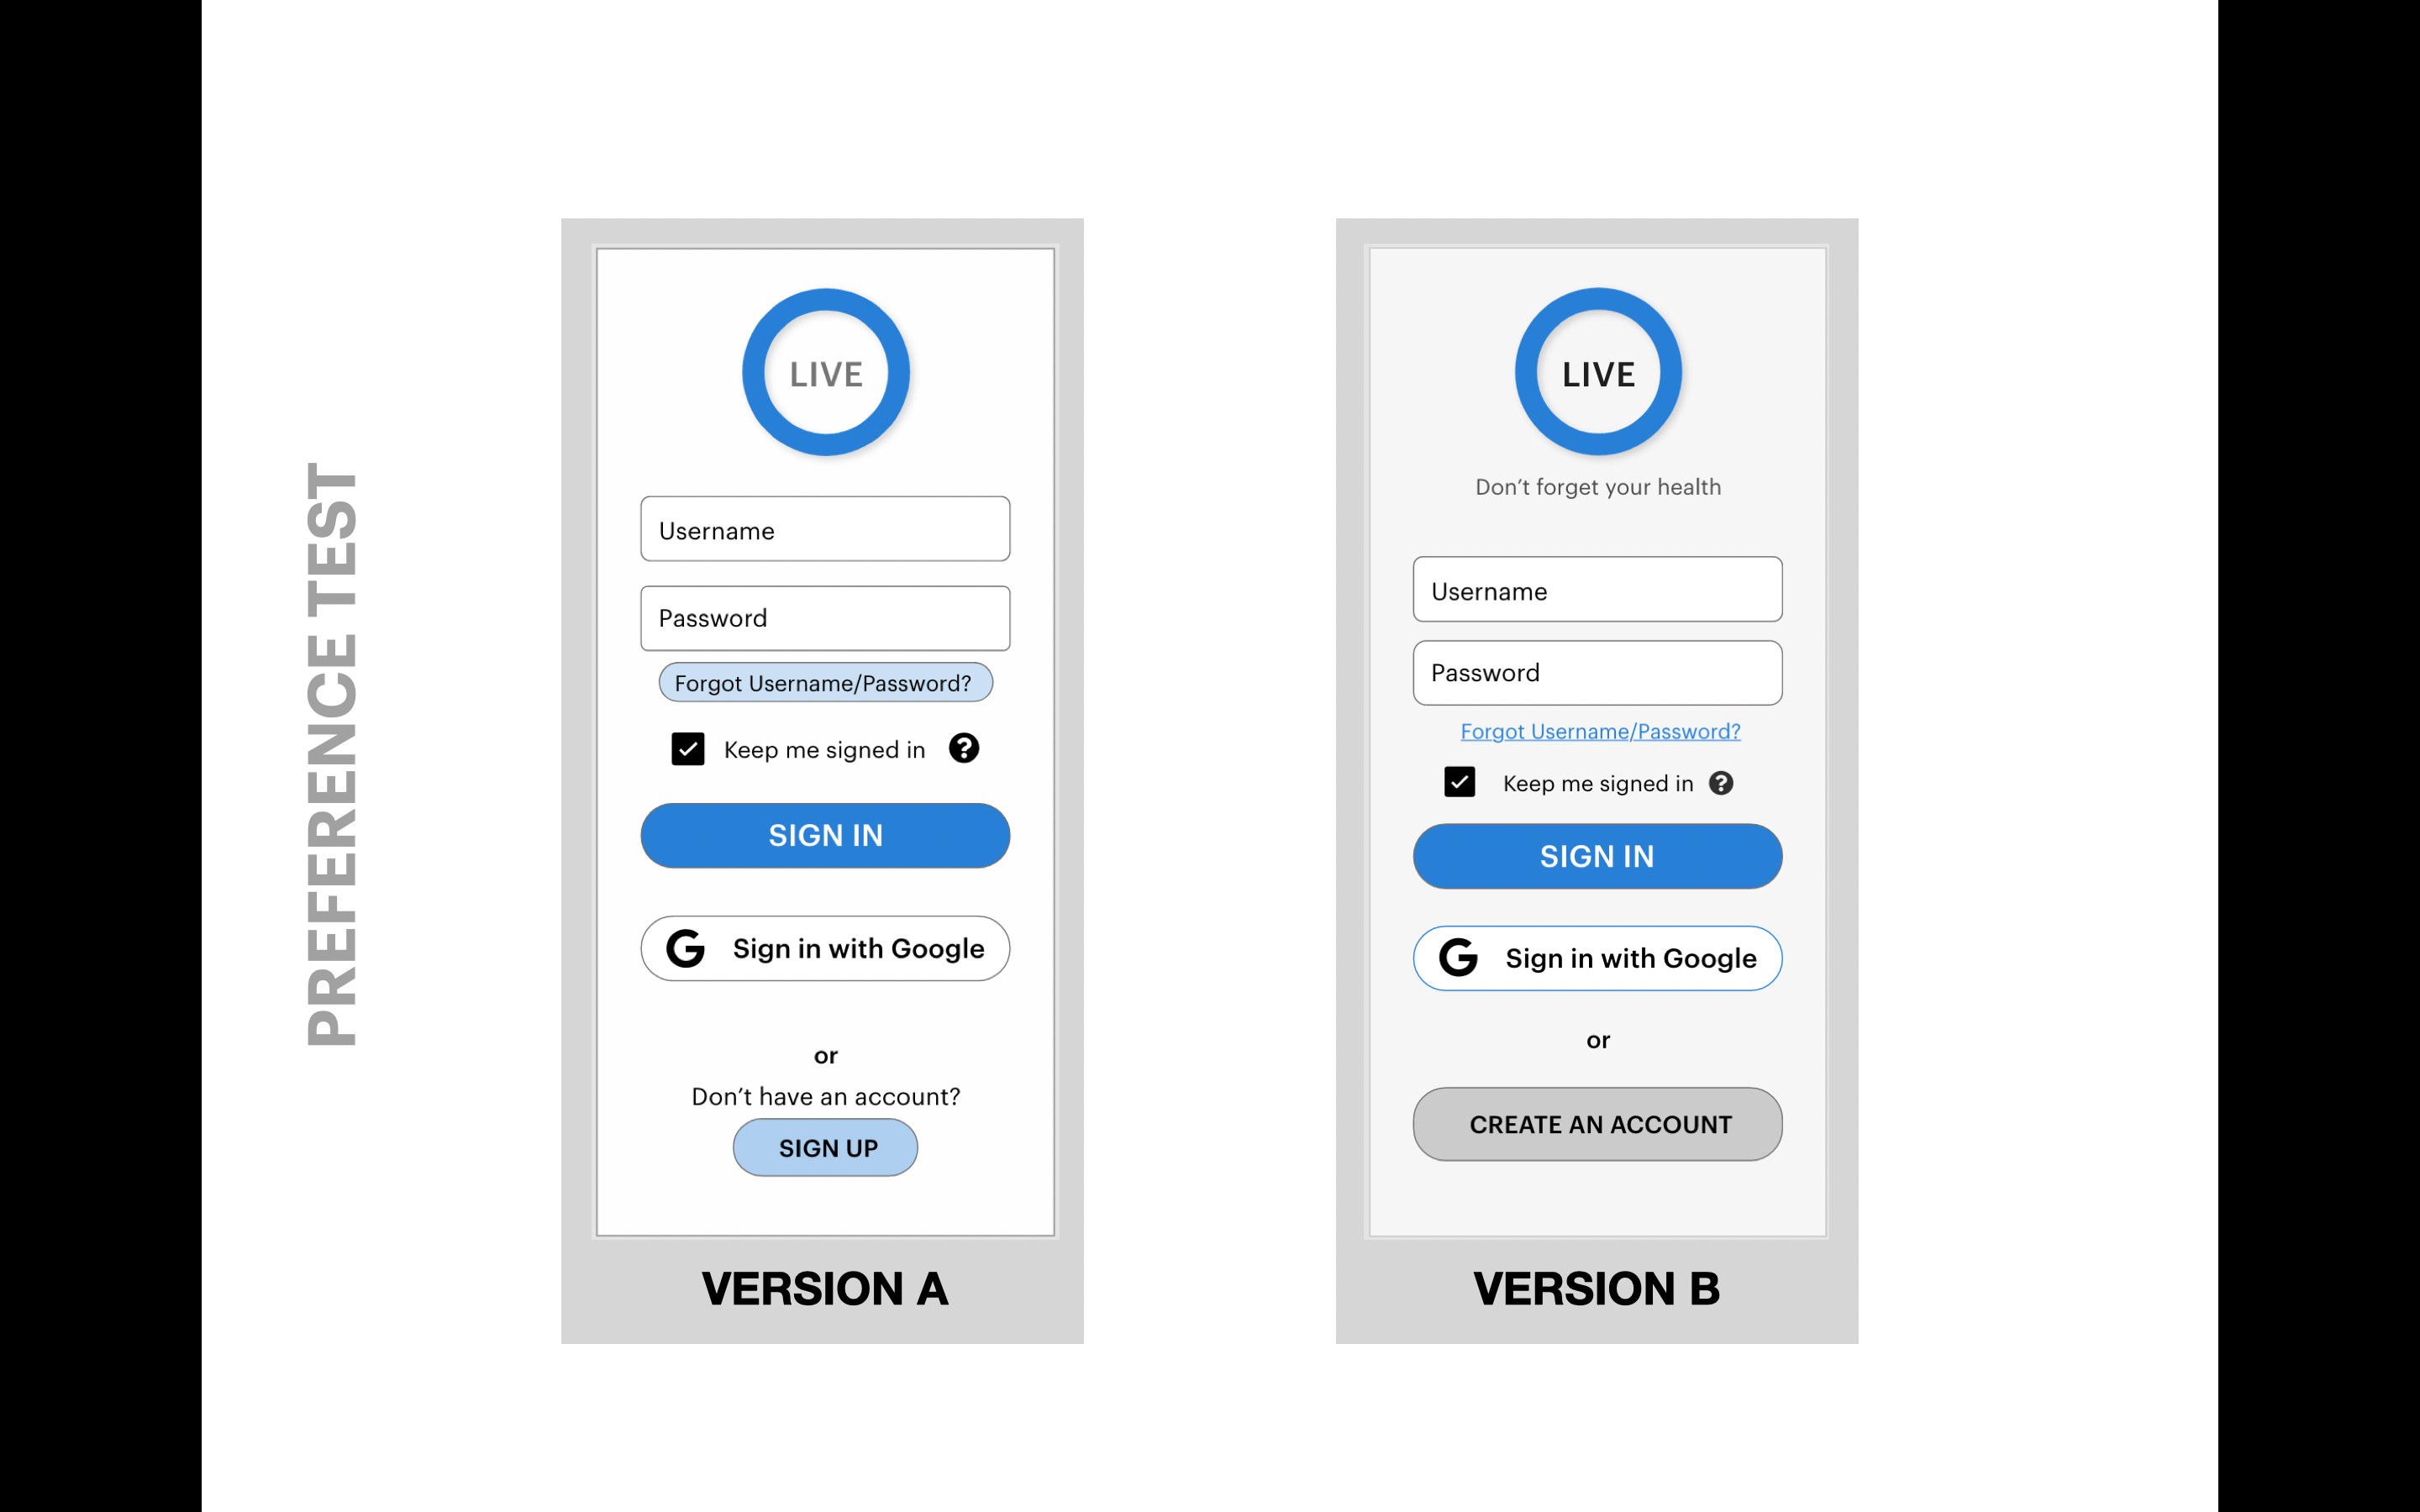 PREFERENCE TEST
LIVE
Username
Password
Forgot Username/Password?
Keep me signed in ?
SIGN IN
G Sign in with Google
or
Don't have an account?
SIGN UP
VERSION A
LIVE
Don't forget your health
Username
Password
Forgot Username/Password?
Keep me signed in ?
SIGN IN
G Sign in with Google
or
CREATE AN ACCOUNT
VERSION B